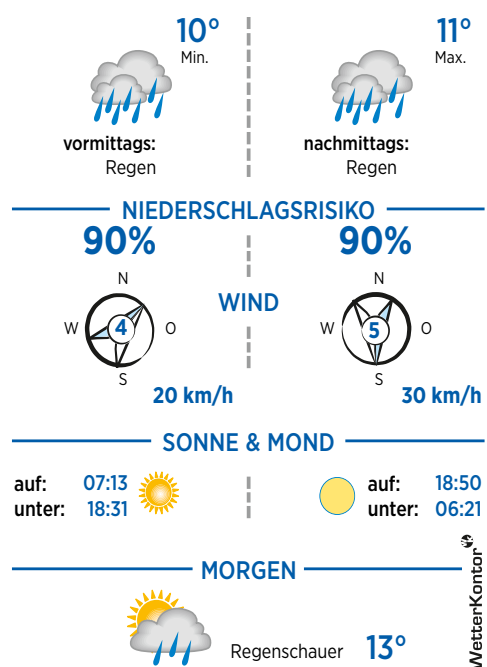 10°
Min.
vormittags:
Regen
11°
Max.
nachmittags:
Regen
NIEDERSCHLAGSRISIKO
90%
90%
WIND
N
W
4
O
S
20 km/h
N
W
5
O
S
30 km/h
SONNE & MOND
auf: 07:13
unter: 18:31
auf: 18:50
unter: 06:21
MORGEN
Regenschauer 13°
WetterKontor